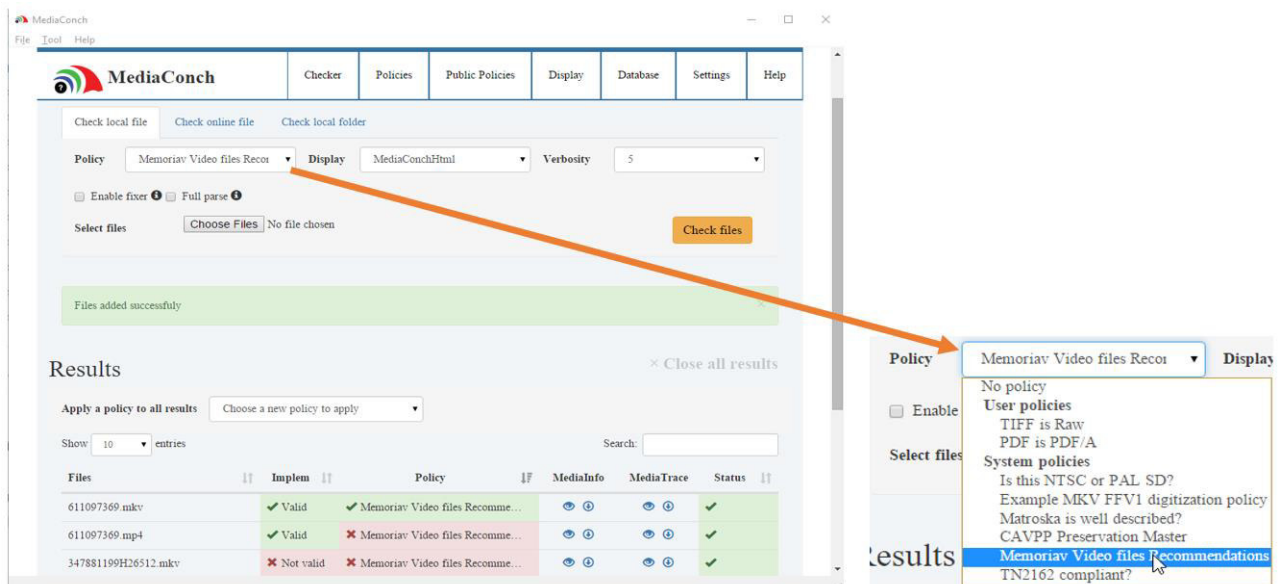 MediaConch
File Tool Help
MediaConch
Checker Policies Public Policies Display Database Settings Help
Check local file Check online file Check local folder
Policy Memoriav Video files Recor Display MediaConchHtml Verbosity 5
Enable fixer Full parse
Select files Choose Files No file chosen
Check files
Files added successfuly ×
Results
× Close all results
Apply a policy to all results Choose a new policy to apply
Show 10 entries Search:
Files Implem Policy MediaInfo MediaTrace Status
611097369.mkv Valid Memoriav Video files Recomme...
611097369.mp4 Valid Memoriav Video files Recomme...
347881199H26512.mkv Not valid Memoriav Video files Recomme...
Policy Memoriav Video files Recor Display
Enable
Select files
Results
No policy
User policies
TIFF is Raw
PDF is PDF/A
System policies
Is this NTSC or PAL SD?
Example MKV FFV1 digitization policy
Matroska is well described?
CAVPP Preservation Master
Memoriav Video files Recommendations
TN2162 compliant?